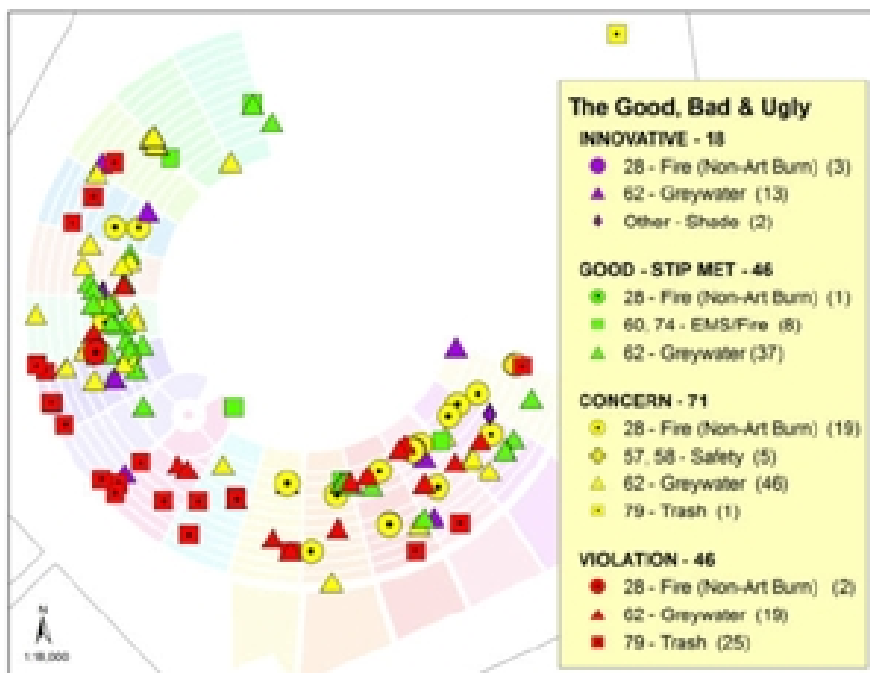 The Good, Bad & Ugly
INNOVATIVE - 18
28 - Fire (Non-Art Burn) (3)
62 - Greywater (13)
Other - Shade (2)
GOOD - STIP MET - 46
28 - Fire (Non-Art Burn) (1)
60, 74 - EMS/Fire (8)
62 - Greywater (37)
CONCERN - 71
28 - Fire (Non-Art Burn) (19)
57, 58 - Safety (5)
62 - Greywater (46)
79 - Trash (1)
VIOLATION - 46
28 - Fire (Non-Art Burn) (2)
62 - Greywater (19)
79 - Trash (25)
N
1:18,000